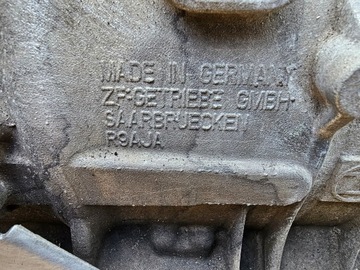 MADE IN GERMANY
ZF-GETRIEBE GMBH
SAARBRUECKEN
R9AJA